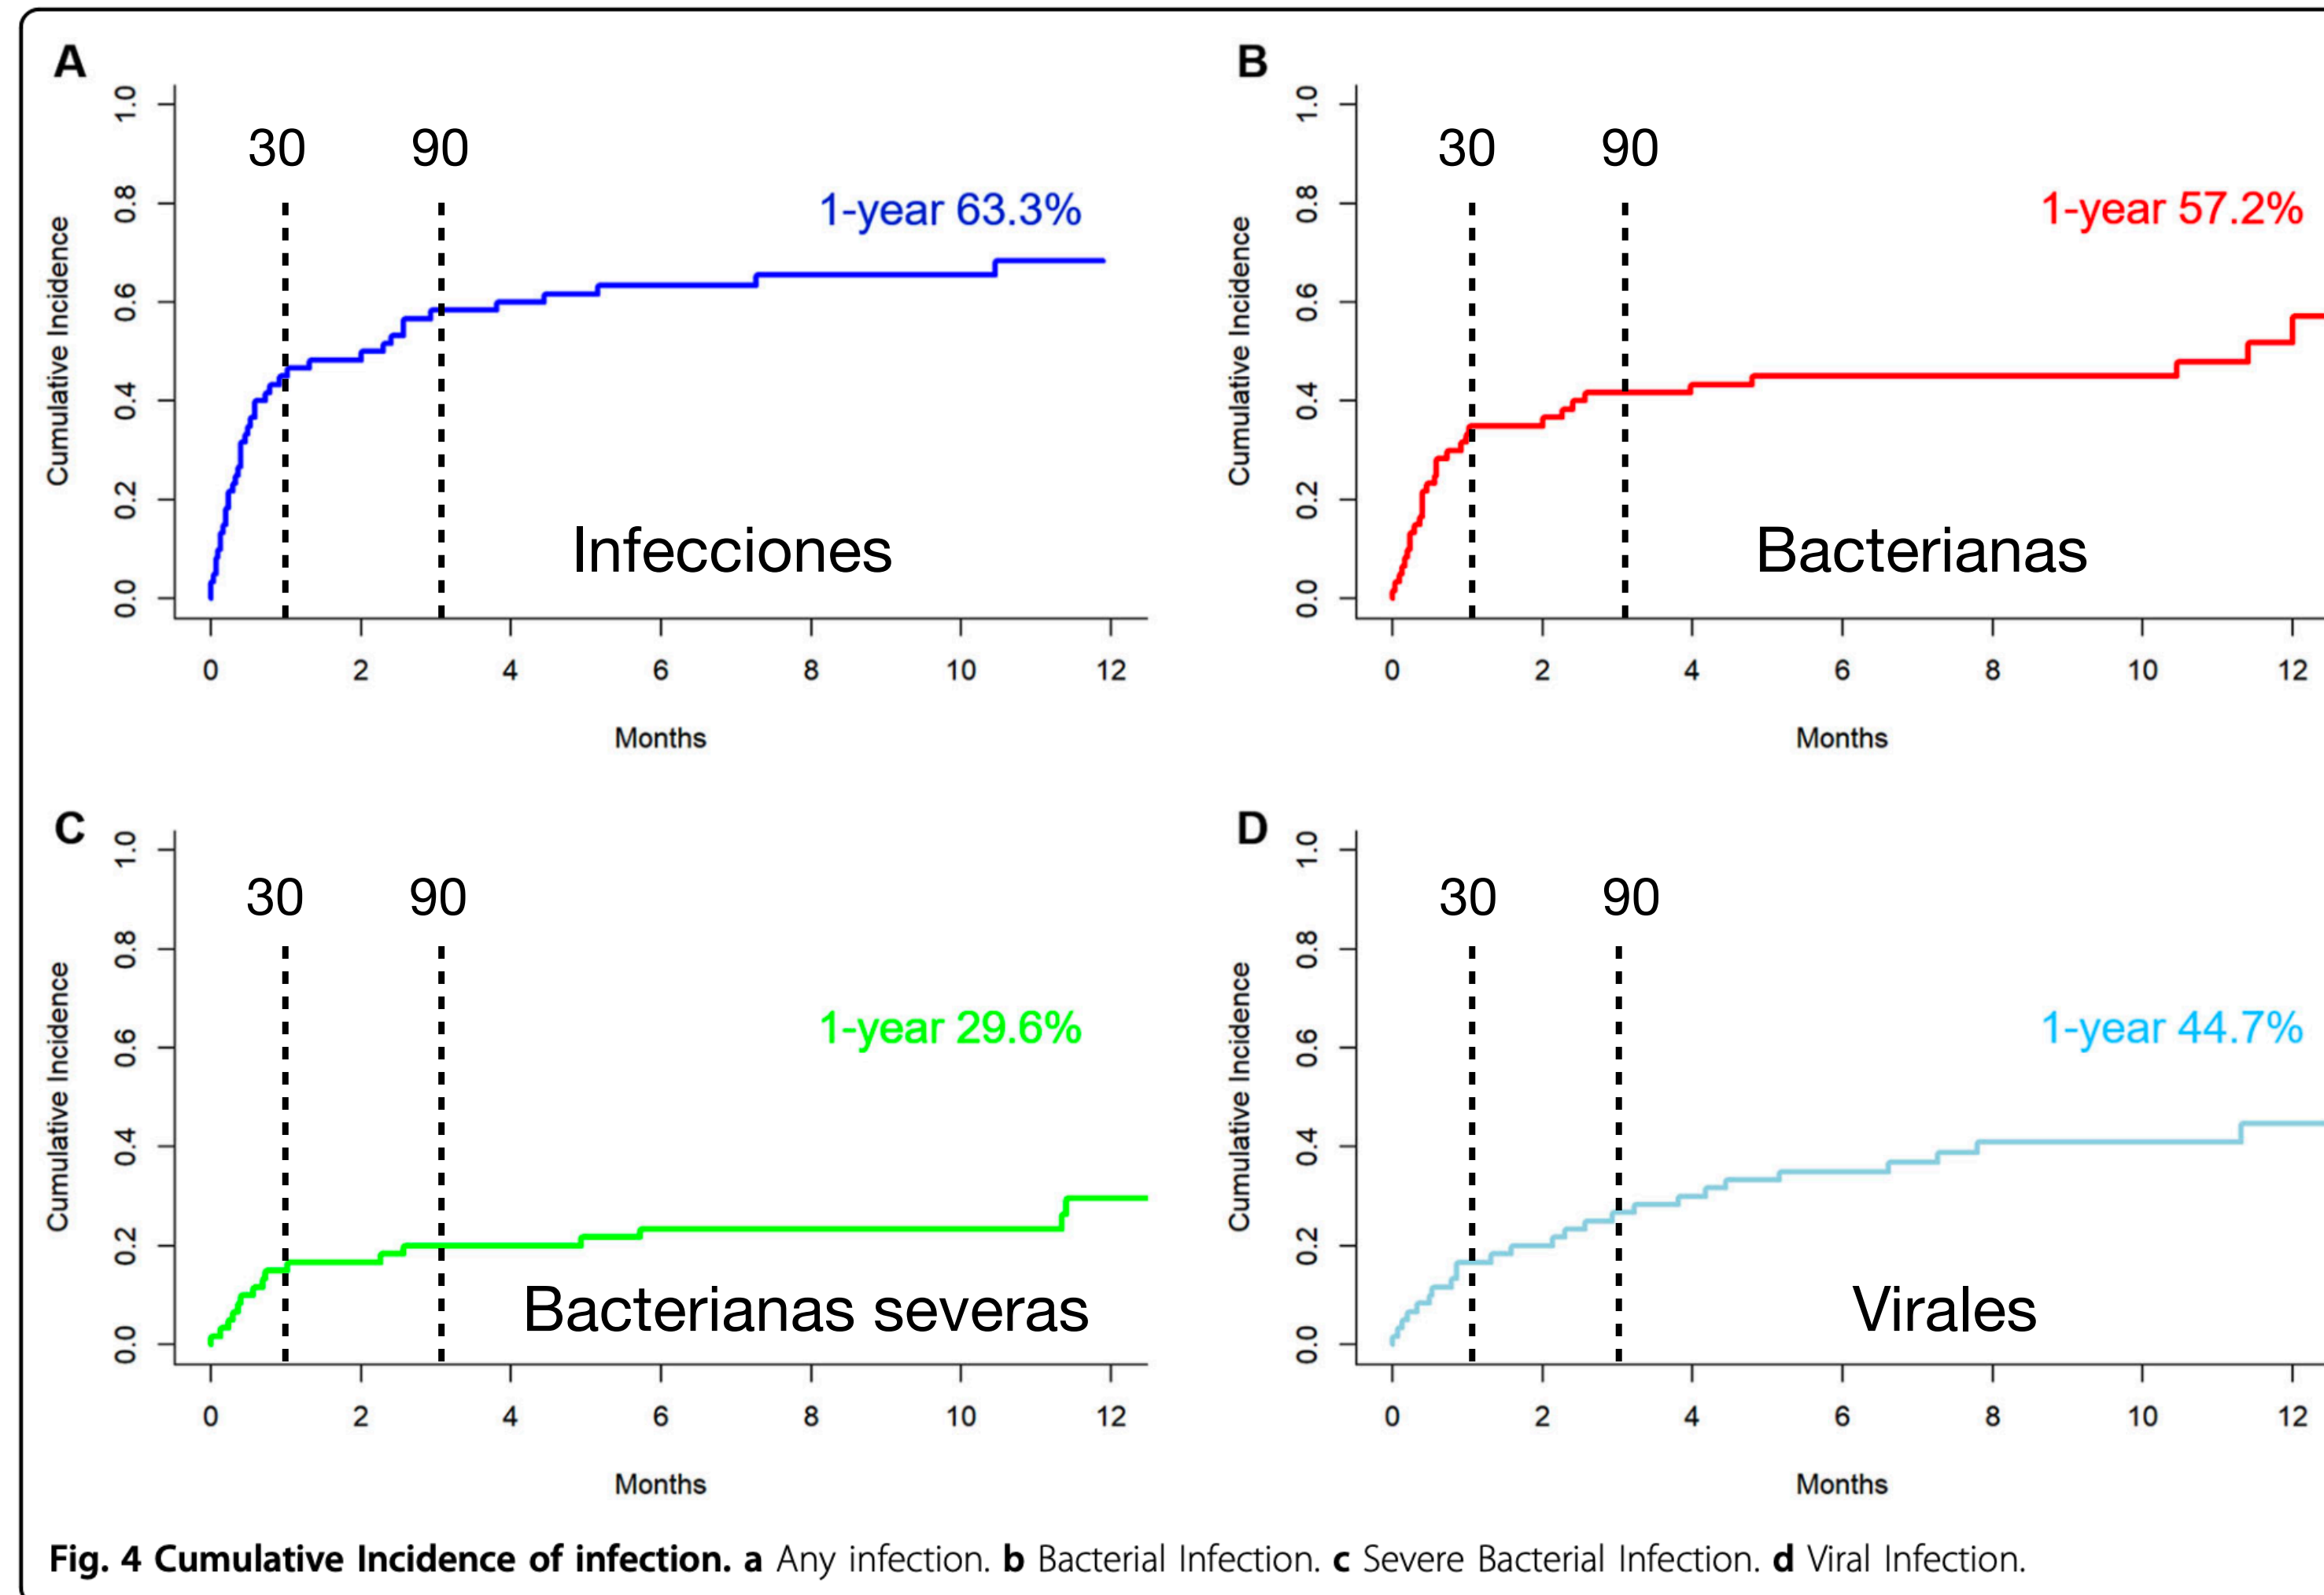 A
Cumulative Incidence
1.0
0.8
0.6
0.4
0.2
0.0
30
90
1-year 63.3%
Infecciones
0 2 4 6 8 10 12
Months
B
Cumulative Incidence
1.0
0.8
0.6
0.4
0.2
0.0
30
90
1-year 57.2%
Bacterianas
0 2 4 6 8 10 12
Months
C
Cumulative Incidence
1.0
0.8
0.6
0.4
0.2
0.0
30
90
1-year 29.6%
Bacterianas severas
0 2 4 6 8 10 12
Months
D
Cumulative Incidence
1.0
0.8
0.6
0.4
0.2
0.0
30
90
1-year 44.7%
Virales
0 2 4 6 8 10 12
Months
Fig. 4 Cumulative Incidence of infection. a Any infection. b Bacterial Infection. c Severe Bacterial Infection. d Viral Infection.